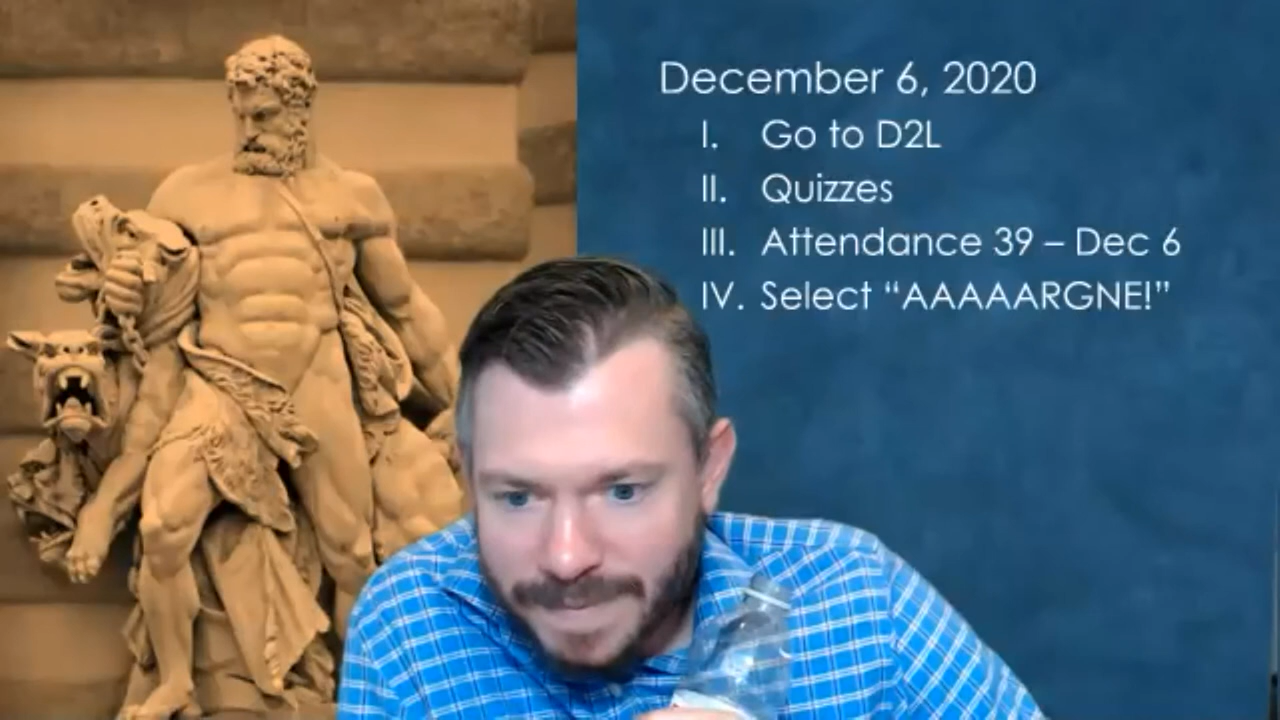 December 6, 2020
I. Go to D2L
II. Quizzes
III. Attendance 39 – Dec 6
IV. Select “AAAAARGNE!”